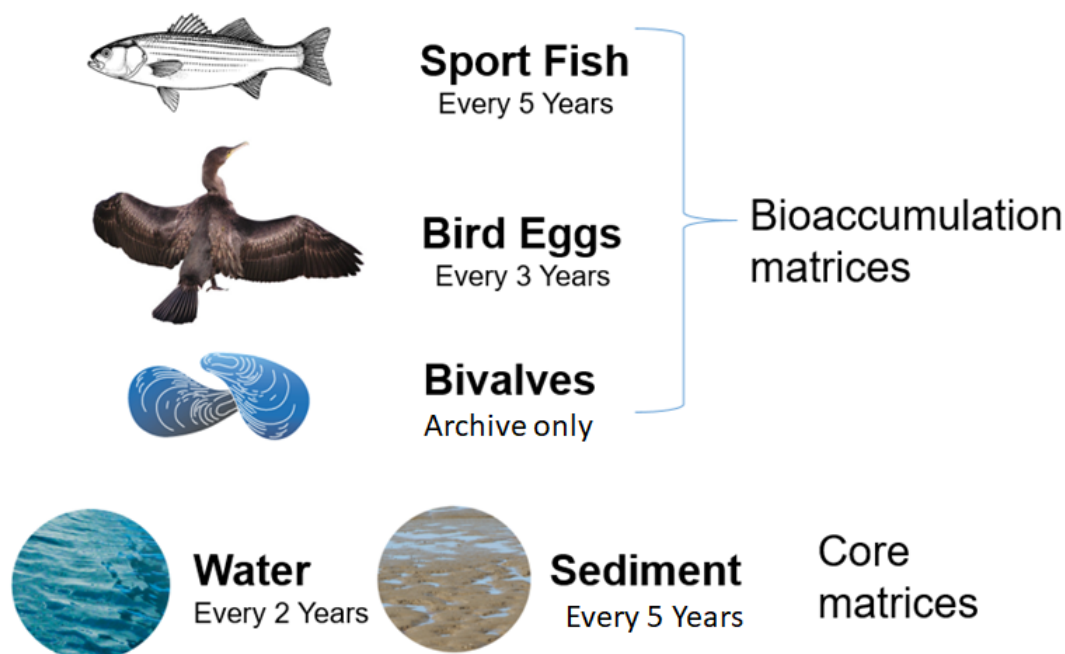 Sport Fish
Every 5 Years
Bird Eggs
Every 3 Years
Bioaccumulation
matrices
Bivalves
Archive only
Water
Every 2 Years
Sediment
Every 5 Years
Core
matrices